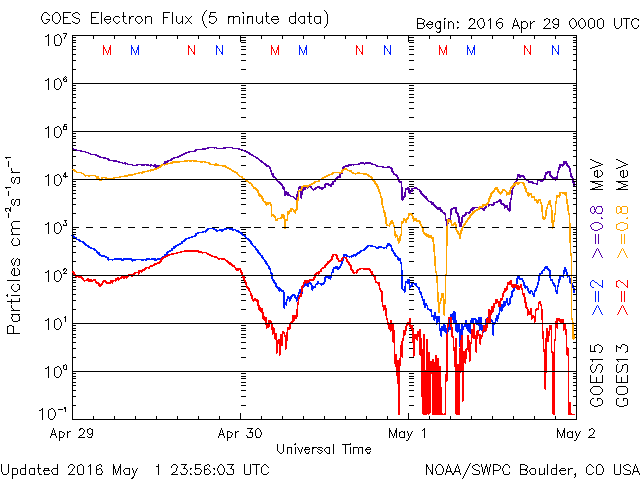 GOES Electron Flux (5 minute data)
Begin: 2016 Apr 29 0000 UTC
M M N N M M N N M M N N
10⁷
10⁶
10⁵
10⁴
10³
10²
10¹
10⁰
10⁻¹
Particles cm⁻²s⁻¹sr⁻¹
Apr 29 Apr 30 May 1 May 2
Universal Time
GOES15 >=2 >=0.8 MeV
GOES13 >=2 >=0.8 MeV
Updated 2016 May 1 23:56:03 UTC
NOAA/SWPC Boulder, CO USA